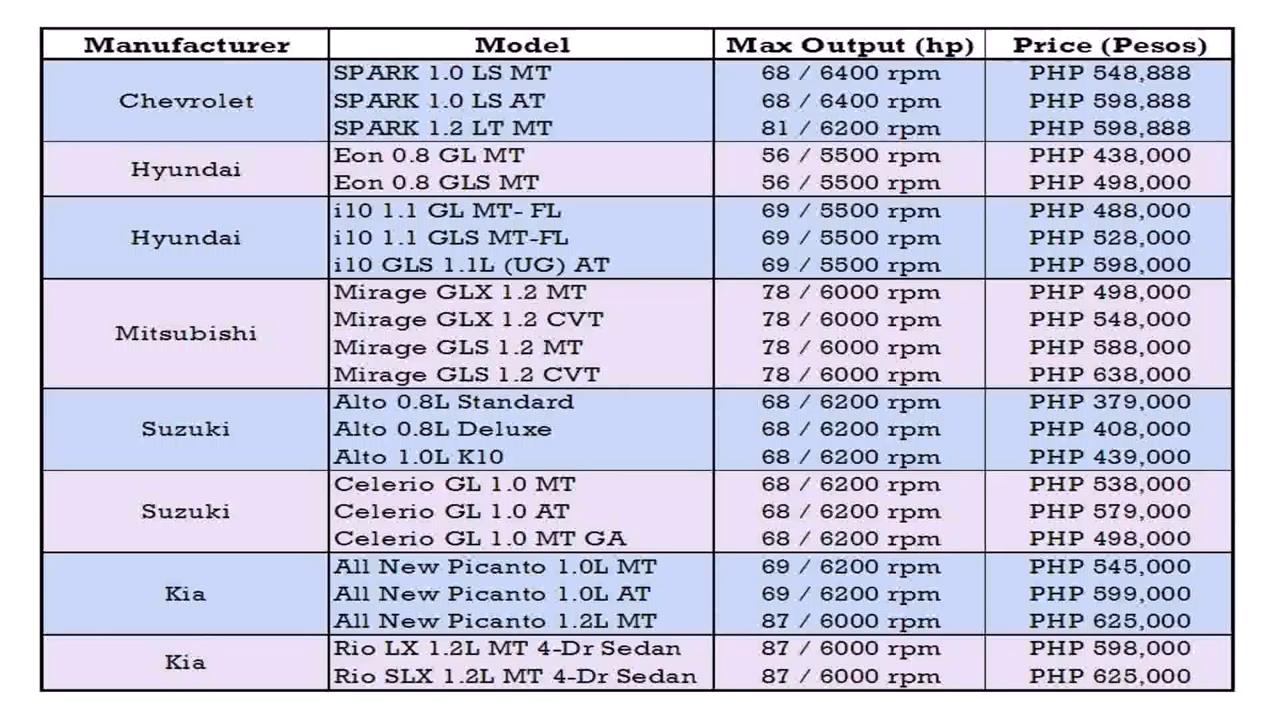 Manufacturer Model Max Output (hp) Price (Pesos)
SPARK 1.0 LS MT 68 / 6400 rpm PHP 548,888
Chevrolet SPARK 1.0 LS AT 68 / 6400 rpm PHP 598,888
SPARK 1.2 LT MT 81 / 6200 rpm PHP 598,888
Hyundai
Eon 0.8 GL MT 56 / 5500 rpm PHP 438,000
Eon 0.8 GLS MT 56 / 5500 rpm PHP 498,000
i10 1.1 GL MT- FL 69 / 5500 rpm PHP 488,000
Hyundai i10 1.1 GLS MT-FL 69 / 5500 rpm PHP 528,000
i10 GLS 1.1L (UG) AT 69 / 5500 rpm PHP 598,000
Mitsubishi
Mirage GLX 1.2 MT 78 / 6000 rpm PHP 498,000
Mirage GLX 1.2 CVT 78 / 6000 rpm PHP 548,000
Mirage GLS 1.2 MT 78 / 6000 rpm PHP 588,000
Mirage GLS 1.2 CVT 78 / 6000 rpm PHP 638,000
Alto 0.8L Standard 68 / 6200 rpm PHP 379,000
Suzuki Alto 0.8L Deluxe 68 / 6200 rpm PHP 408,000
Alto 1.0L K10 68 / 6200 rpm PHP 439,000
Celerio GL 1.0 MT 68 / 6200 rpm PHP 538,000
Suzuki Celerio GL 1.0 AT 68 / 6200 rpm PHP 579,000
Celerio GL 1.0 MT GA 68 / 6200 rpm PHP 498,000
All New Picanto 1.0L MT 69 / 6200 rpm PHP 545,000
Kia All New Picanto 1.0L AT 69 / 6200 rpm PHP 599,000
All New Picanto 1.2L MT 87 / 6000 rpm PHP 625,000
Kia
Rio LX 1.2L MT 4-Dr Sedan 87 / 6000 rpm PHP 598,000
Rio SLX 1.2L MT 4-Dr Sedan 87 / 6000 rpm PHP 625,000